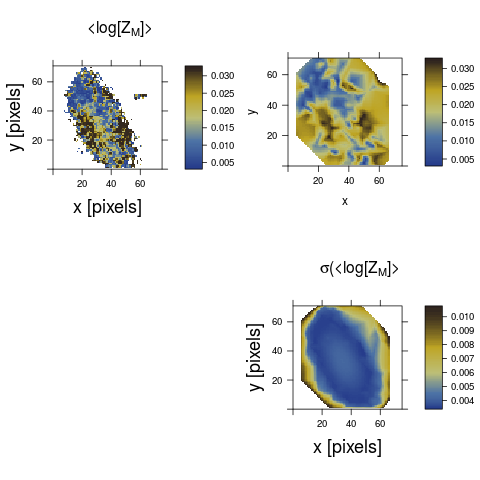 <log[Z_M]>
60
40
20
20 40 60
0.030
0.025
0.020
0.015
0.010
0.005
y [pixels]
x [pixels]
60
40
20
20 40 60
0.030
0.025
0.020
0.015
0.010
0.005
y
x
σ(<log[Z_M]>
60
40
20
20 40 60
0.010
0.009
0.008
0.007
0.006
0.005
0.004
y [pixels]
x [pixels]